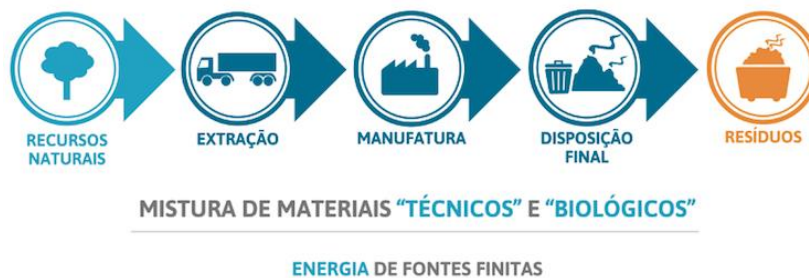 RECURSOS
NATURAIS
EXTRAÇÃO
MANUFATURA
DISPOSIÇÃO
FINAL
RESÍDUOS
MISTURA DE MATERIAIS “TÉCNICOS” E “BIOLÓGICOS”
ENERGIA DE FONTES FINITAS